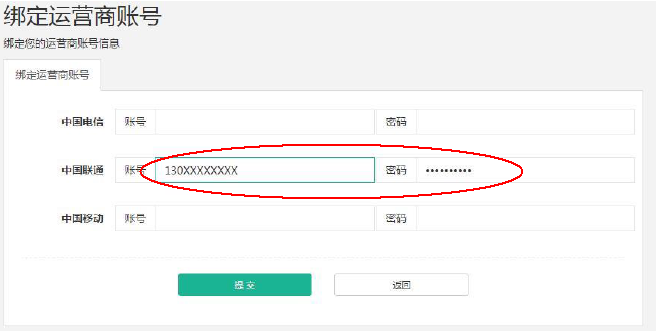 绑定运营商账号
绑定您的运营商账号信息
绑定运营商账号
中国电信 账号 密码
中国联通 账号 130XXXXXXXX 密码 ••••••••••
中国移动 账号 密码
提 交 返回